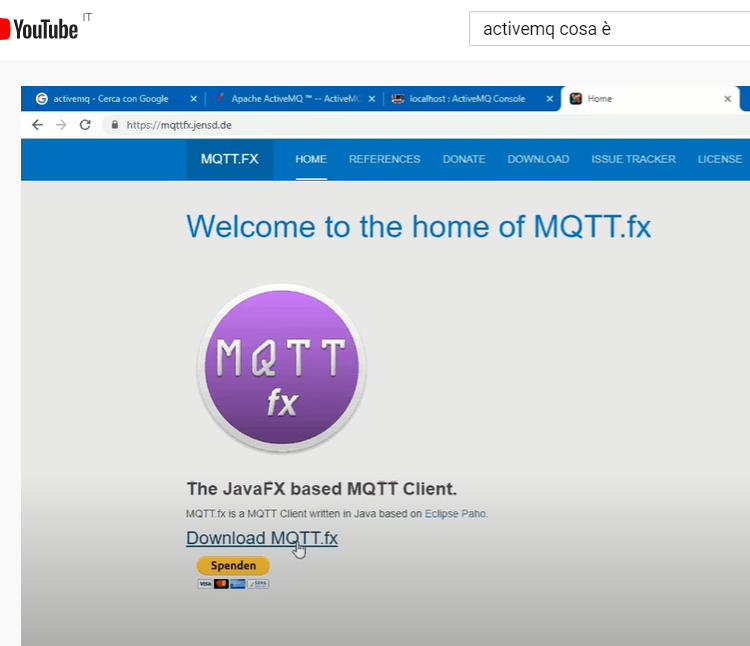 YouTube IT
activemq cosa è
activemq - Cerca con Google
Apache ActiveMQ ™ -- ActiveMQ
localhost : ActiveMQ Console
Home
https://mqttfx.jensd.de
MQTT.FX HOME REFERENCES DONATE DOWNLOAD ISSUE TRACKER LICENSE
Welcome to the home of MQTT.fx
MQTT
fx
The JavaFX based MQTT Client.
MQTT.fx is a MQTT Client written in Java based on Eclipse Paho.
Download MQTT.fx
Spenden
VISA